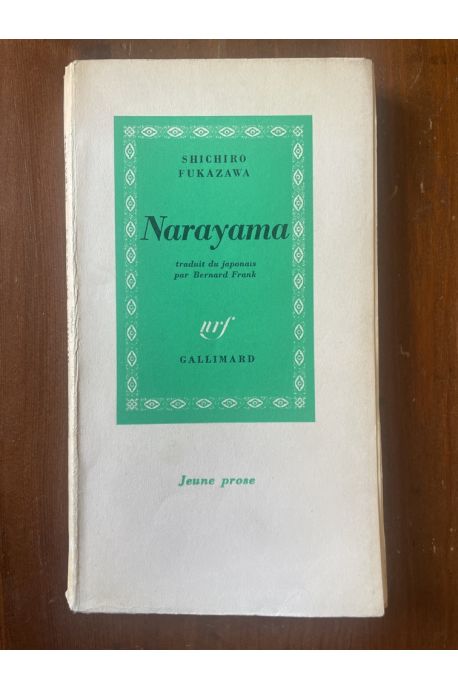 SHICHIRO
FUKAZAWA
Narayama
traduit du japonais
par Bernard Frank
nrf
GALLIMARD
Jeune prose